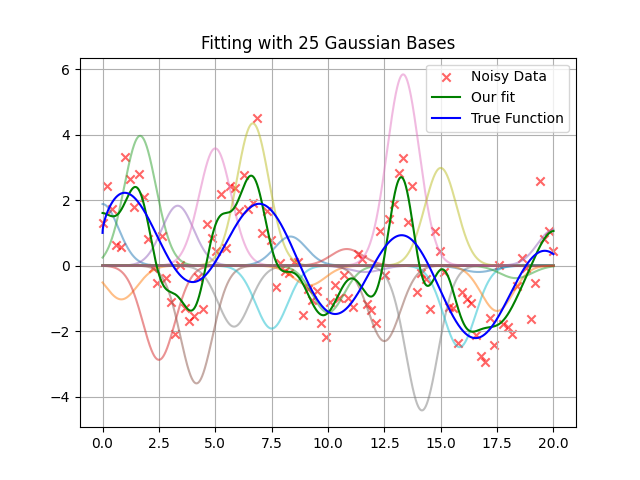 Fitting with 25 Gaussian Bases
Noisy Data
Our fit
True Function
6
4
2
0
−2
−4
0.0 2.5 5.0 7.5 10.0 12.5 15.0 17.5 20.0